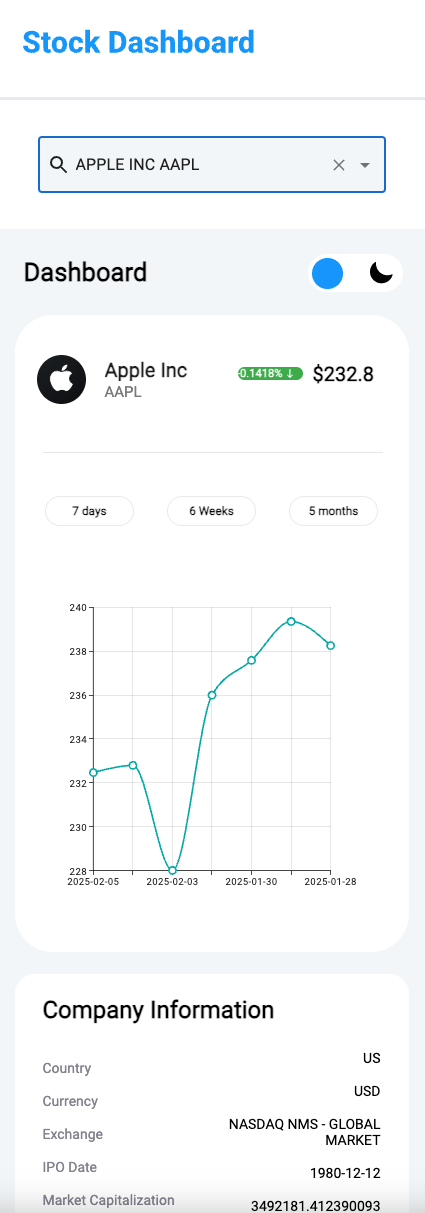 Stock Dashboard
APPLE INC AAPL
Dashboard
Apple Inc
AAPL
-0.1418% ↓
$232.8
7 days
6 Weeks
5 months
240
238
236
234
232
230
228
2025-02-05
2025-02-03
2025-01-30
2025-01-28
Company Information
Country
US
Currency
USD
Exchange
NASDAQ NMS - GLOBAL
MARKET
IPO Date
1980-12-12
Market Capitalization
3492181.412390093